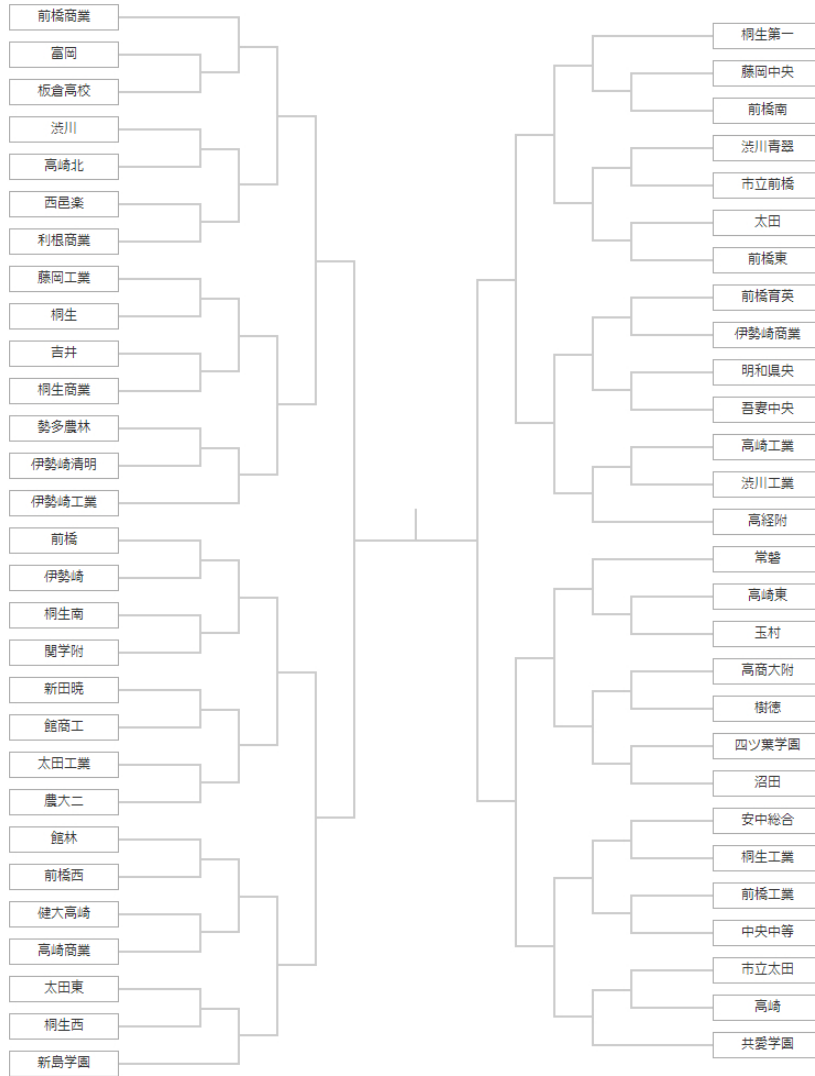 前橋商業
富岡
板倉高校
渋川
高崎北
西邑楽
利根商業
藤岡工業
桐生
吉井
桐生商業
勢多農林
伊勢崎清明
伊勢崎工業
前橋
伊勢崎
桐生南
関学附
新田暁
館商工
太田工業
農大二
館林
前橋西
健大高崎
高崎商業
太田東
桐生西
新島学園
桐生第一
藤岡中央
前橋南
渋川青翠
市立前橋
太田
前橋東
前橋育英
伊勢崎商業
明和県央
吾妻中央
高崎工業
渋川工業
高経附
常磐
高崎東
玉村
高商大附
樹徳
四ツ葉学園
沼田
安中総合
桐生工業
前橋工業
中央中等
市立太田
高崎
共愛学園